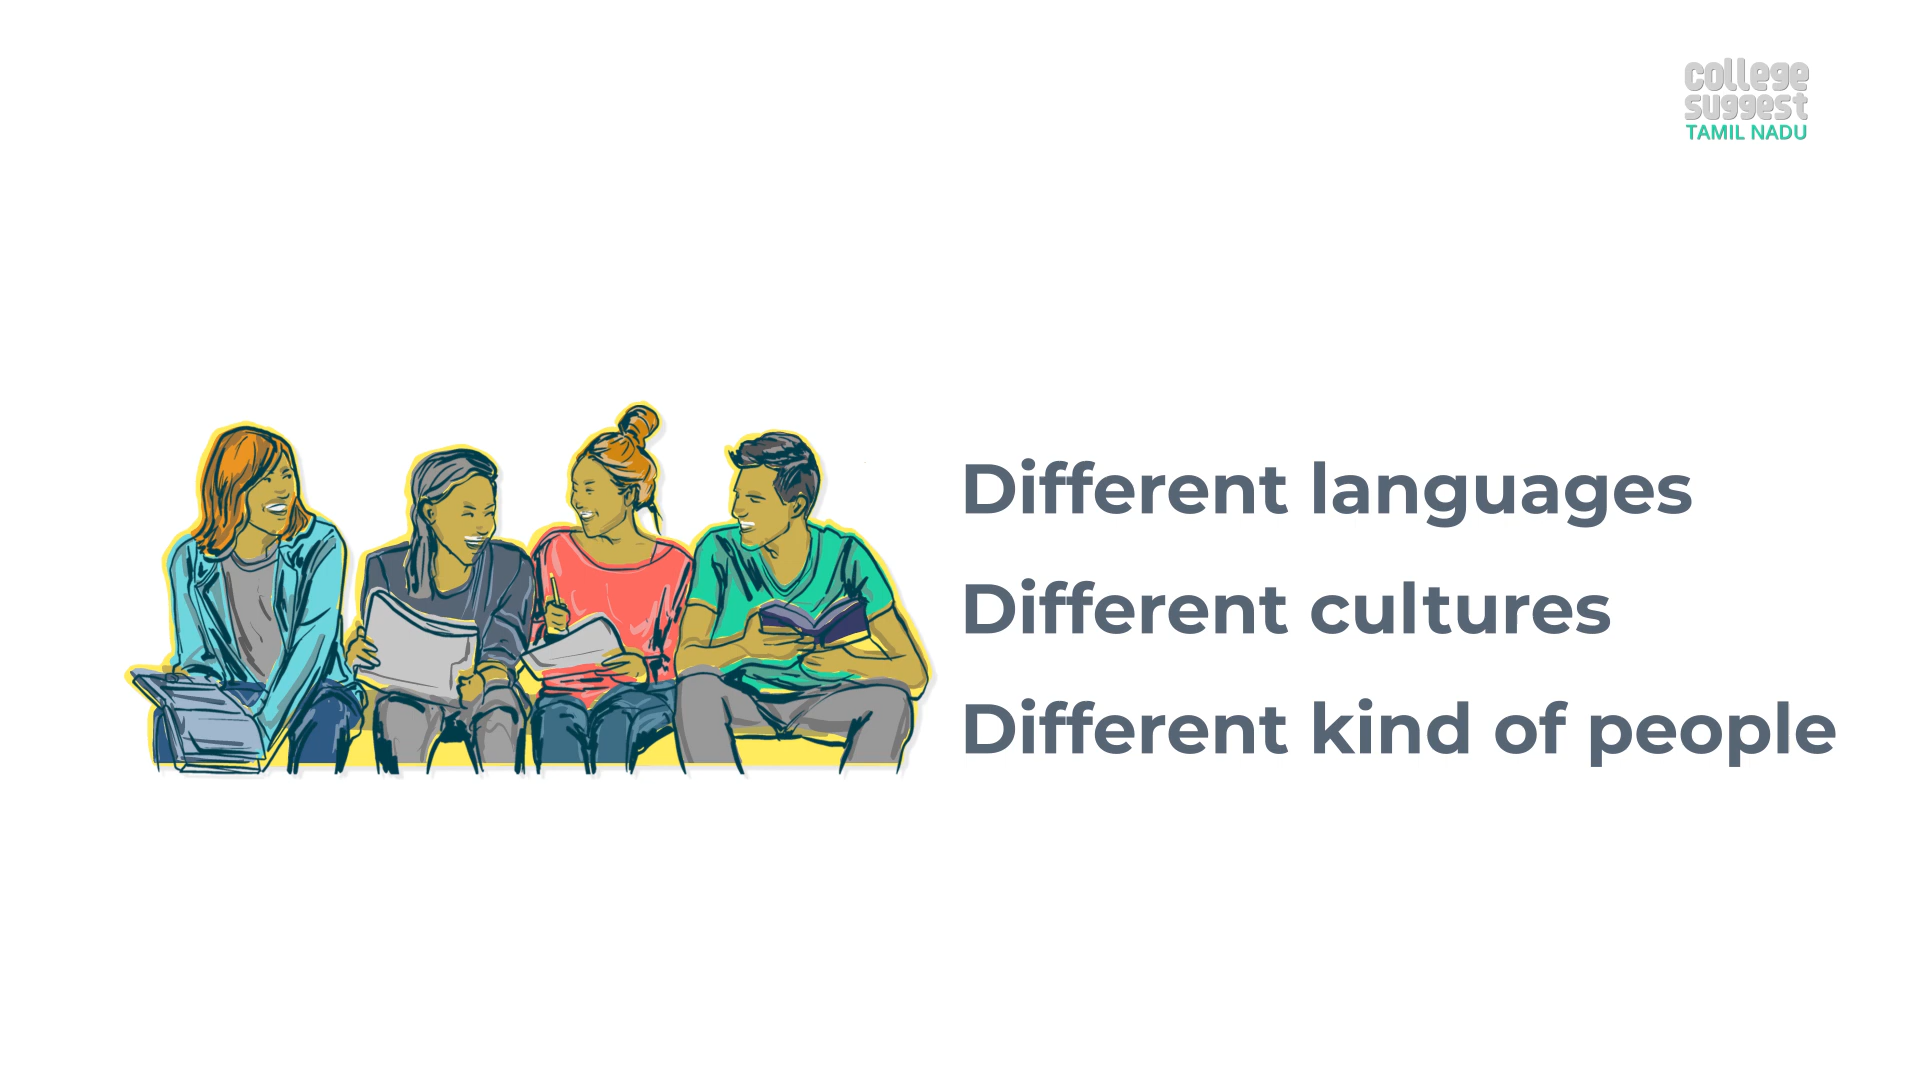 college
suggest
TAMIL NADU
Different languages
Different cultures
Different kind of people